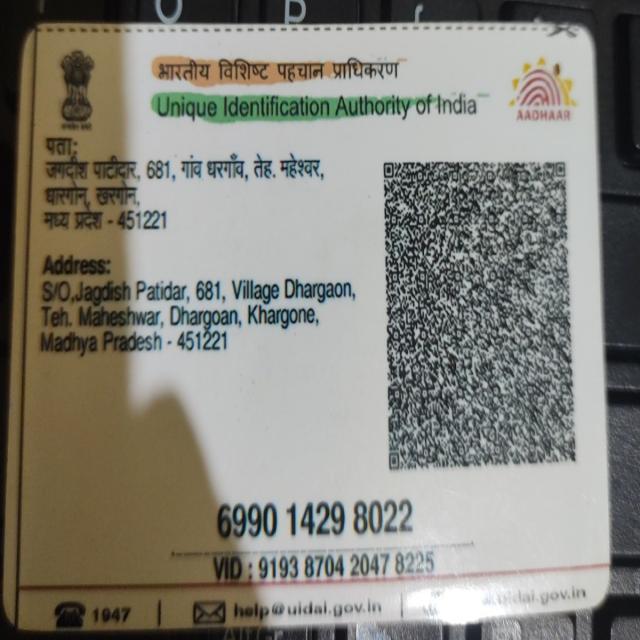 भारतीय विशिष्ट पहचान प्राधिकरण
Unique Identification Authority of India
AADHAAR
पता:
जगदीश पाटीदार, 681, गांव धरगाँव, तेह. महेश्वर,
धारगोन, खरगोन,
मध्य प्रदेश - 451221
Address:
S/O,Jagdish Patidar, 681, Village Dhargaon,
Teh. Maheshwar, Dhargoan, Khargone,
Madhya Pradesh - 451221
6990 1429 8022
VID : 9193 8704 2047 8225
1947 | help@uidai.gov.in | .uidai.gov.in